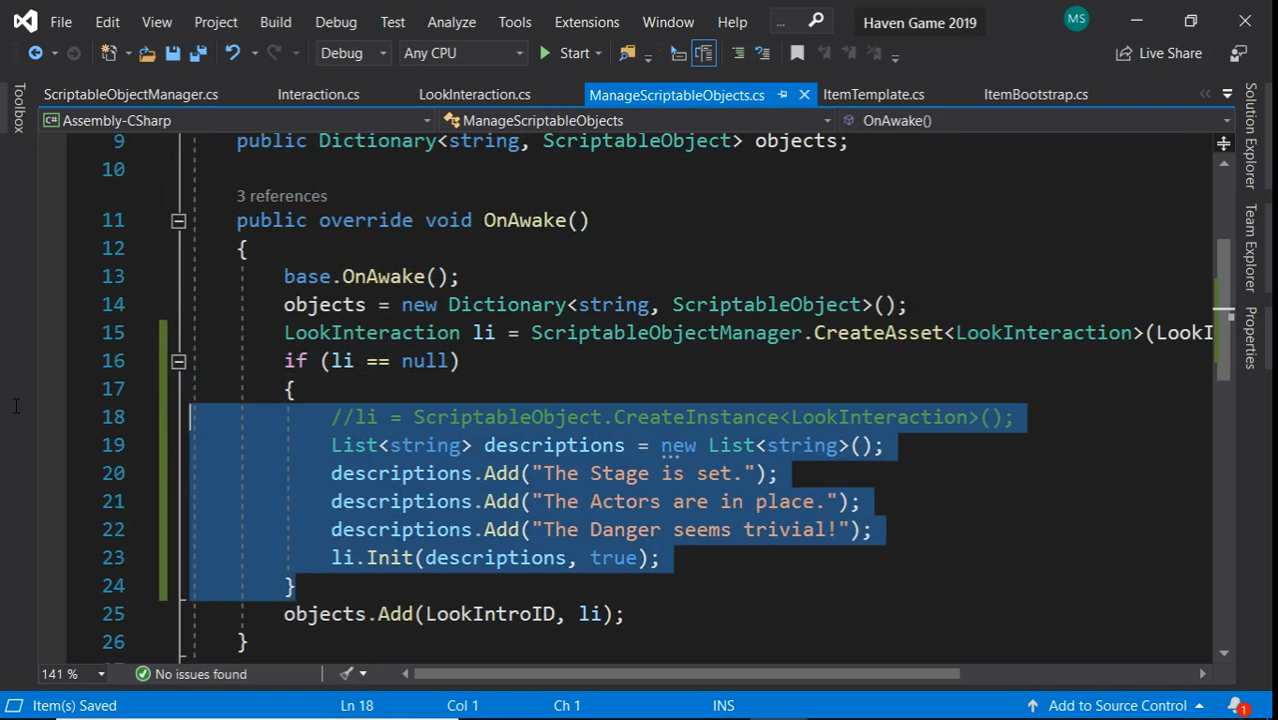 File Edit View Project Build Debug Test Analyze Tools Extensions Window Help ... Haven Game 2019 MS
Debug Any CPU Start Live Share
ScriptableObjectManager.cs Interaction.cs LookInteraction.cs ManageScriptableObjects.cs ItemTemplate.cs ItemBootstrap.cs
Toolbox
Solution Explorer
Team Explorer
Properties
C# Assembly-CSharp ManageScriptableObjects OnAwake()
9 public Dictionary<string, ScriptableObject> objects;
10
3 references
11 public override void OnAwake()
12 {
13 base.OnAwake();
14 objects = new Dictionary<string, ScriptableObject>();
15 LookInteraction li = ScriptableObjectManager.CreateAsset<LookInteraction>(LookI
16 if (li == null)
17 {
18 //li = ScriptableObject.CreateInstance<LookInteraction>();
19 List<string> descriptions = new List<string>();
20 descriptions.Add("The Stage is set.");
21 descriptions.Add("The Actors are in place.");
22 descriptions.Add("The Danger seems trivial!");
23 li.Init(descriptions, true);
24 }
25 objects.Add(LookIntroID, li);
26 }
141 % No issues found
Item(s) Saved Ln 18 Col 1 Ch 1 INS Add to Source Control 1